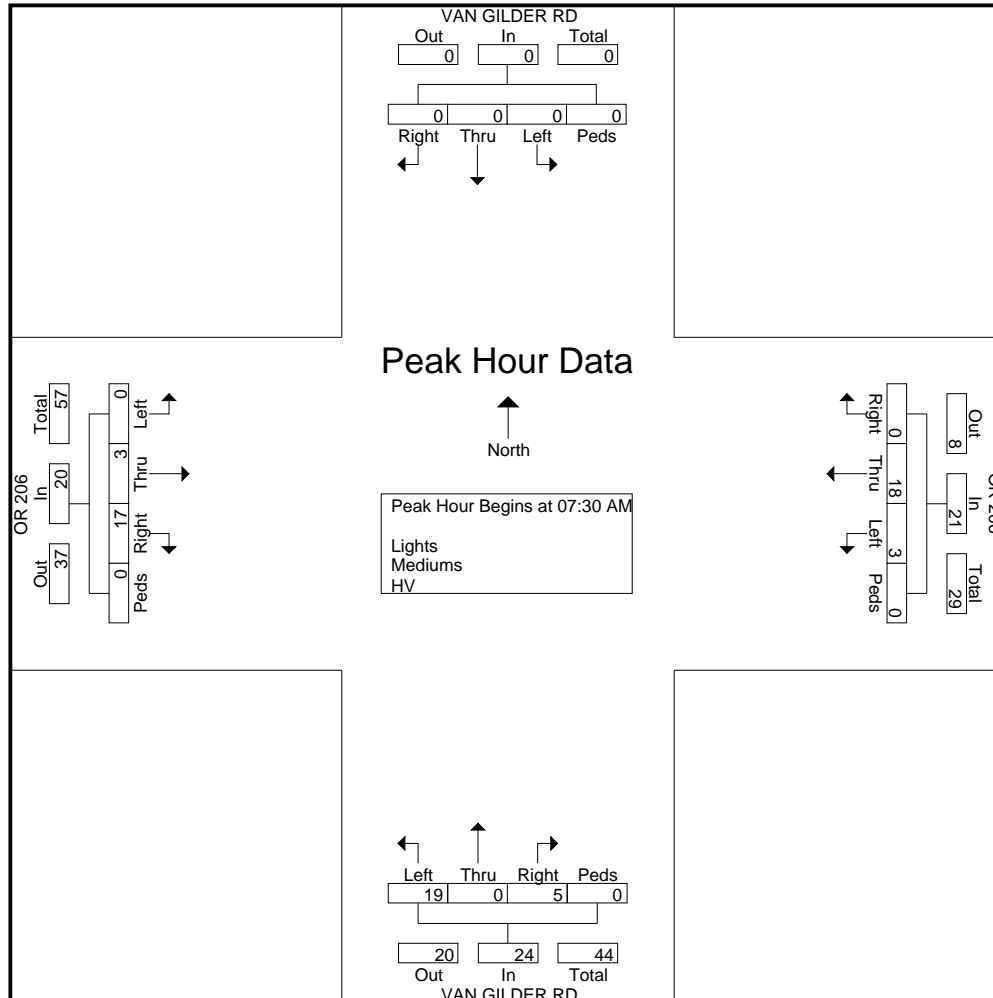 VAN GILDER RD
Out In Total
0 0 0
0 0 0 0
Right Thru Left Peds
Peak Hour Data
North
Peak Hour Begins at 07:30 AM
Lights
Mediums
HV
OR 206
Total In Out
57 20 37
0 3 17 0
Left Thru Right Peds
Right Thru Left Peds
0 18 3 0
Out In Total
8 21 29
Left Thru Right Peds
19 0 5 0
20 24 44
Out In Total
VAN GILDER RD